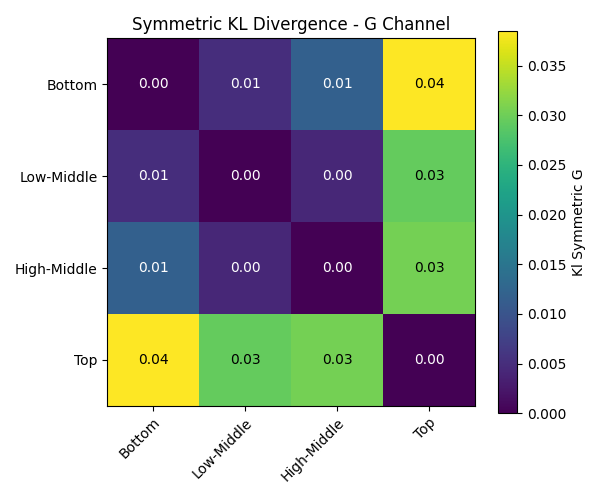 Symmetric KL Divergence - G Channel
Bottom 0.00 0.01 0.01 0.04
Low-Middle 0.01 0.00 0.00 0.03
High-Middle 0.01 0.00 0.00 0.03
Top 0.04 0.03 0.03 0.00
Bottom Low-Middle High-Middle Top
0.035
0.030
0.025
0.020
0.015
0.010
0.005
0.000
Kl Symmetric G